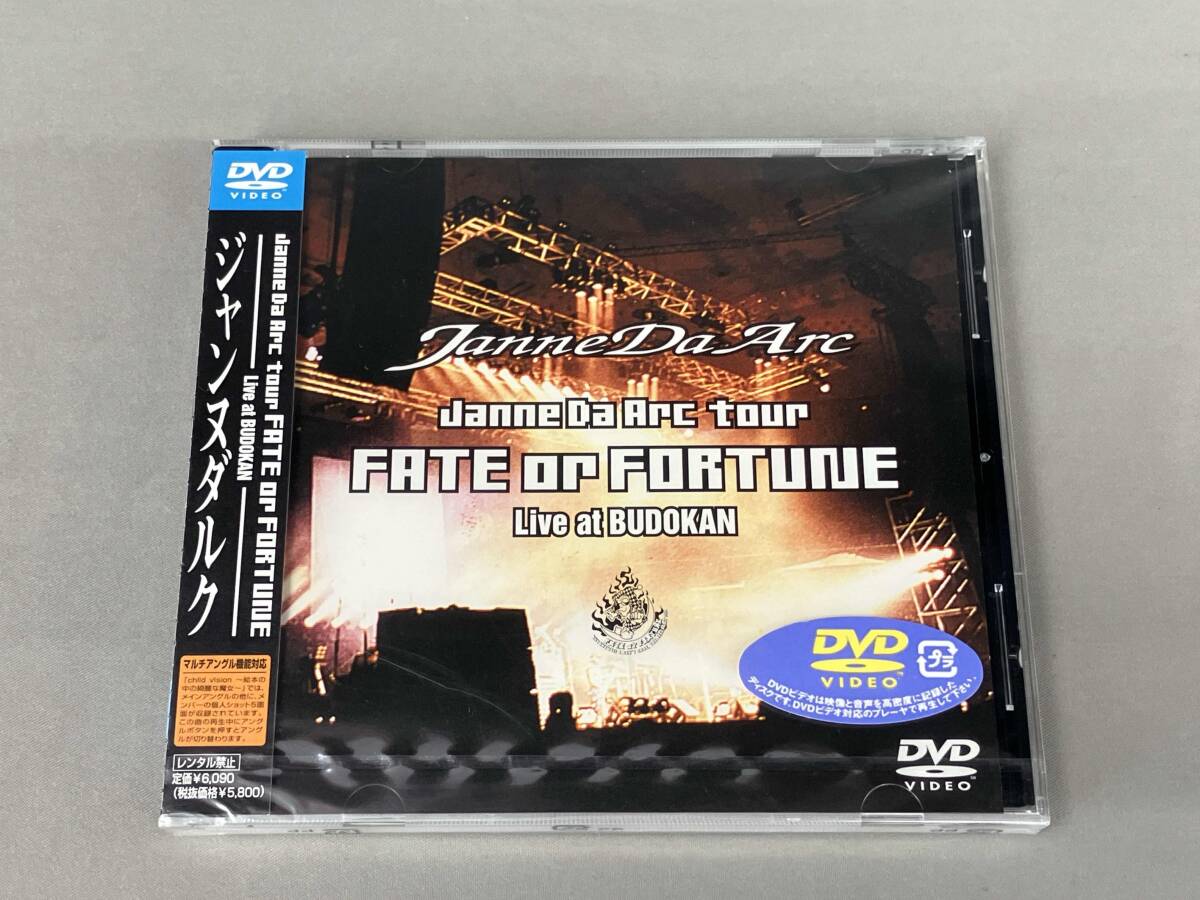 DVD
VIDEO
Janne Da Arc tour FATE or FORTUNE
Live at BUDOKAN
ジャンヌダルク
マルチアングル機能対応
「child vision ～絵本の
中の綺麗な魔女～」では、
メインアングルの他に、メ
ンバーの個人ショット5画
面が収録されています。
この曲の再生中にアング
ルボタンを押すとアング
ルが切り替わります。
レンタル禁止
定価¥6,090
(税抜価格¥5,800)
Janne Da Arc
Janne Da Arc tour
FATE or FORTUNE
Live at BUDOKAN
DVD
VIDEO
プラ
DVDビデオは映像と音声を高密度に記録した
ディスクです。DVDビデオ対応のプレーヤで再生して下さい。
DVD
VIDEO